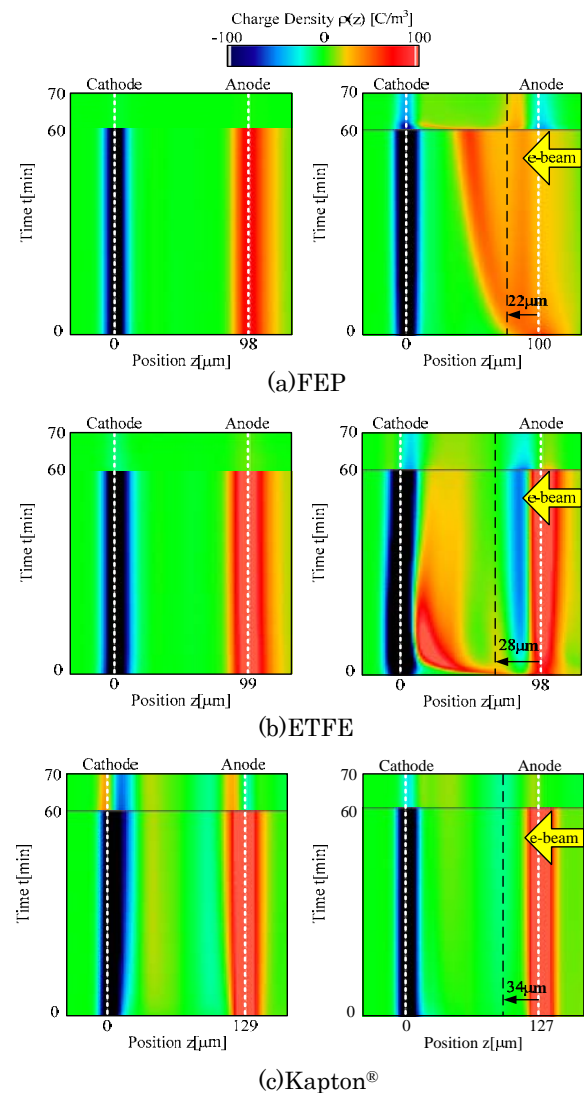 Charge Density ρ(z) [C/m³]
-100 0 100
Cathode Anode Cathode Anode
70 70
60 60
e-beam
Time t[min] Time t[min]
22μm
0 0
0 98 0 100
Position z[μm] Position z[μm]
(a)FEP
Cathode Anode Cathode Anode
70 70
60 60
e-beam
Time t[min] Time t[min]
28μm
0 0
0 99 0 98
Position z[μm] Position z[μm]
(b)ETFE
Cathode Anode Cathode Anode
70 70
60 60
e-beam
Time t[min] Time t[min]
34μm
0 0
0 129 0 127
Position z[μm] Position z[μm]
(c)Kapton®